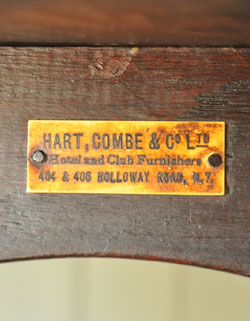 HART, COMBE & Co LTD
Hotel and Club Furnishers
404 & 406 HOLLOWAY ROAD, N.7.